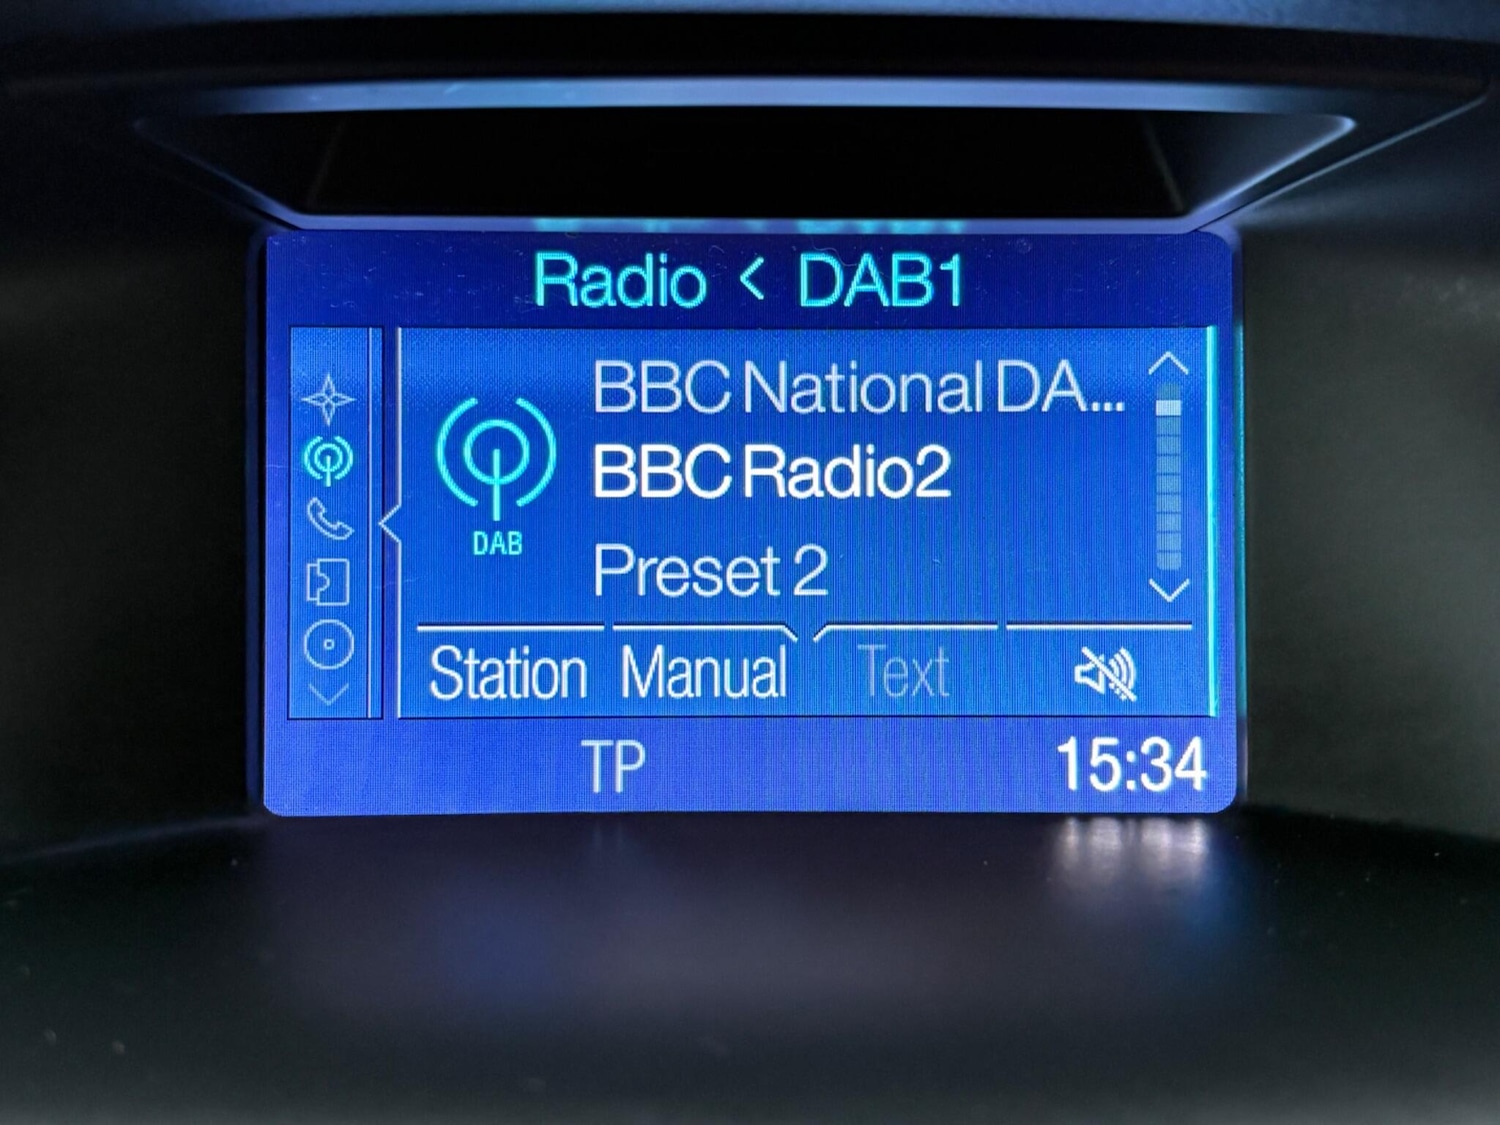 Radio < DAB1
BBC National DA...
BBC Radio2
DAB
Preset 2
Station Manual Text
TP 15:34